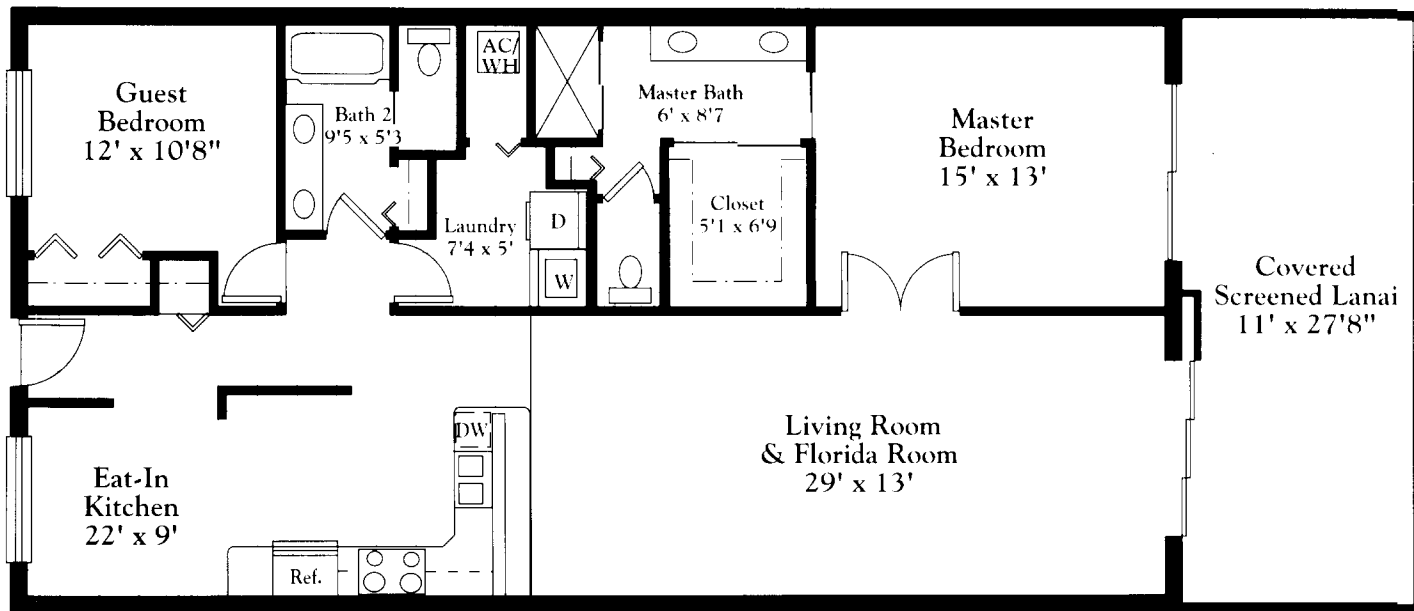 Guest
Bedroom
12' x 10'8"
Bath 2
9'5 x 5'3
AC/
WH
Master Bath
6' x 8'7
Master
Bedroom
15' x 13'
Closet
5'1 x 6'9
Laundry
7'4 x 5'
D
W
Covered
Screened Lanai
11' x 27'8"
Living Room
& Florida Room
29' x 13'
DW
Eat-In
Kitchen
22' x 9'
Ref.